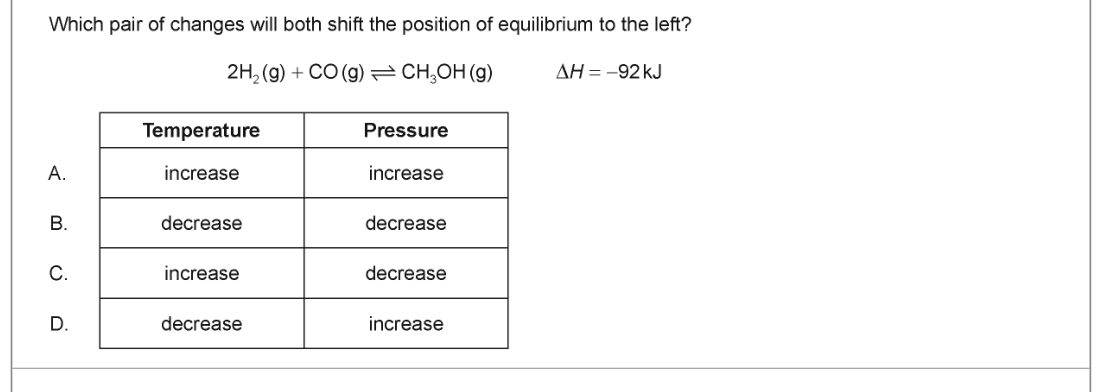 Which pair of changes will both shift the position of equilibrium to the left?
2H₂(g) + CO(g) ⇌ CH₃OH(g) ΔH = −92 kJ
Temperature Pressure
A. increase increase
B. decrease decrease
C. increase decrease
D. decrease increase